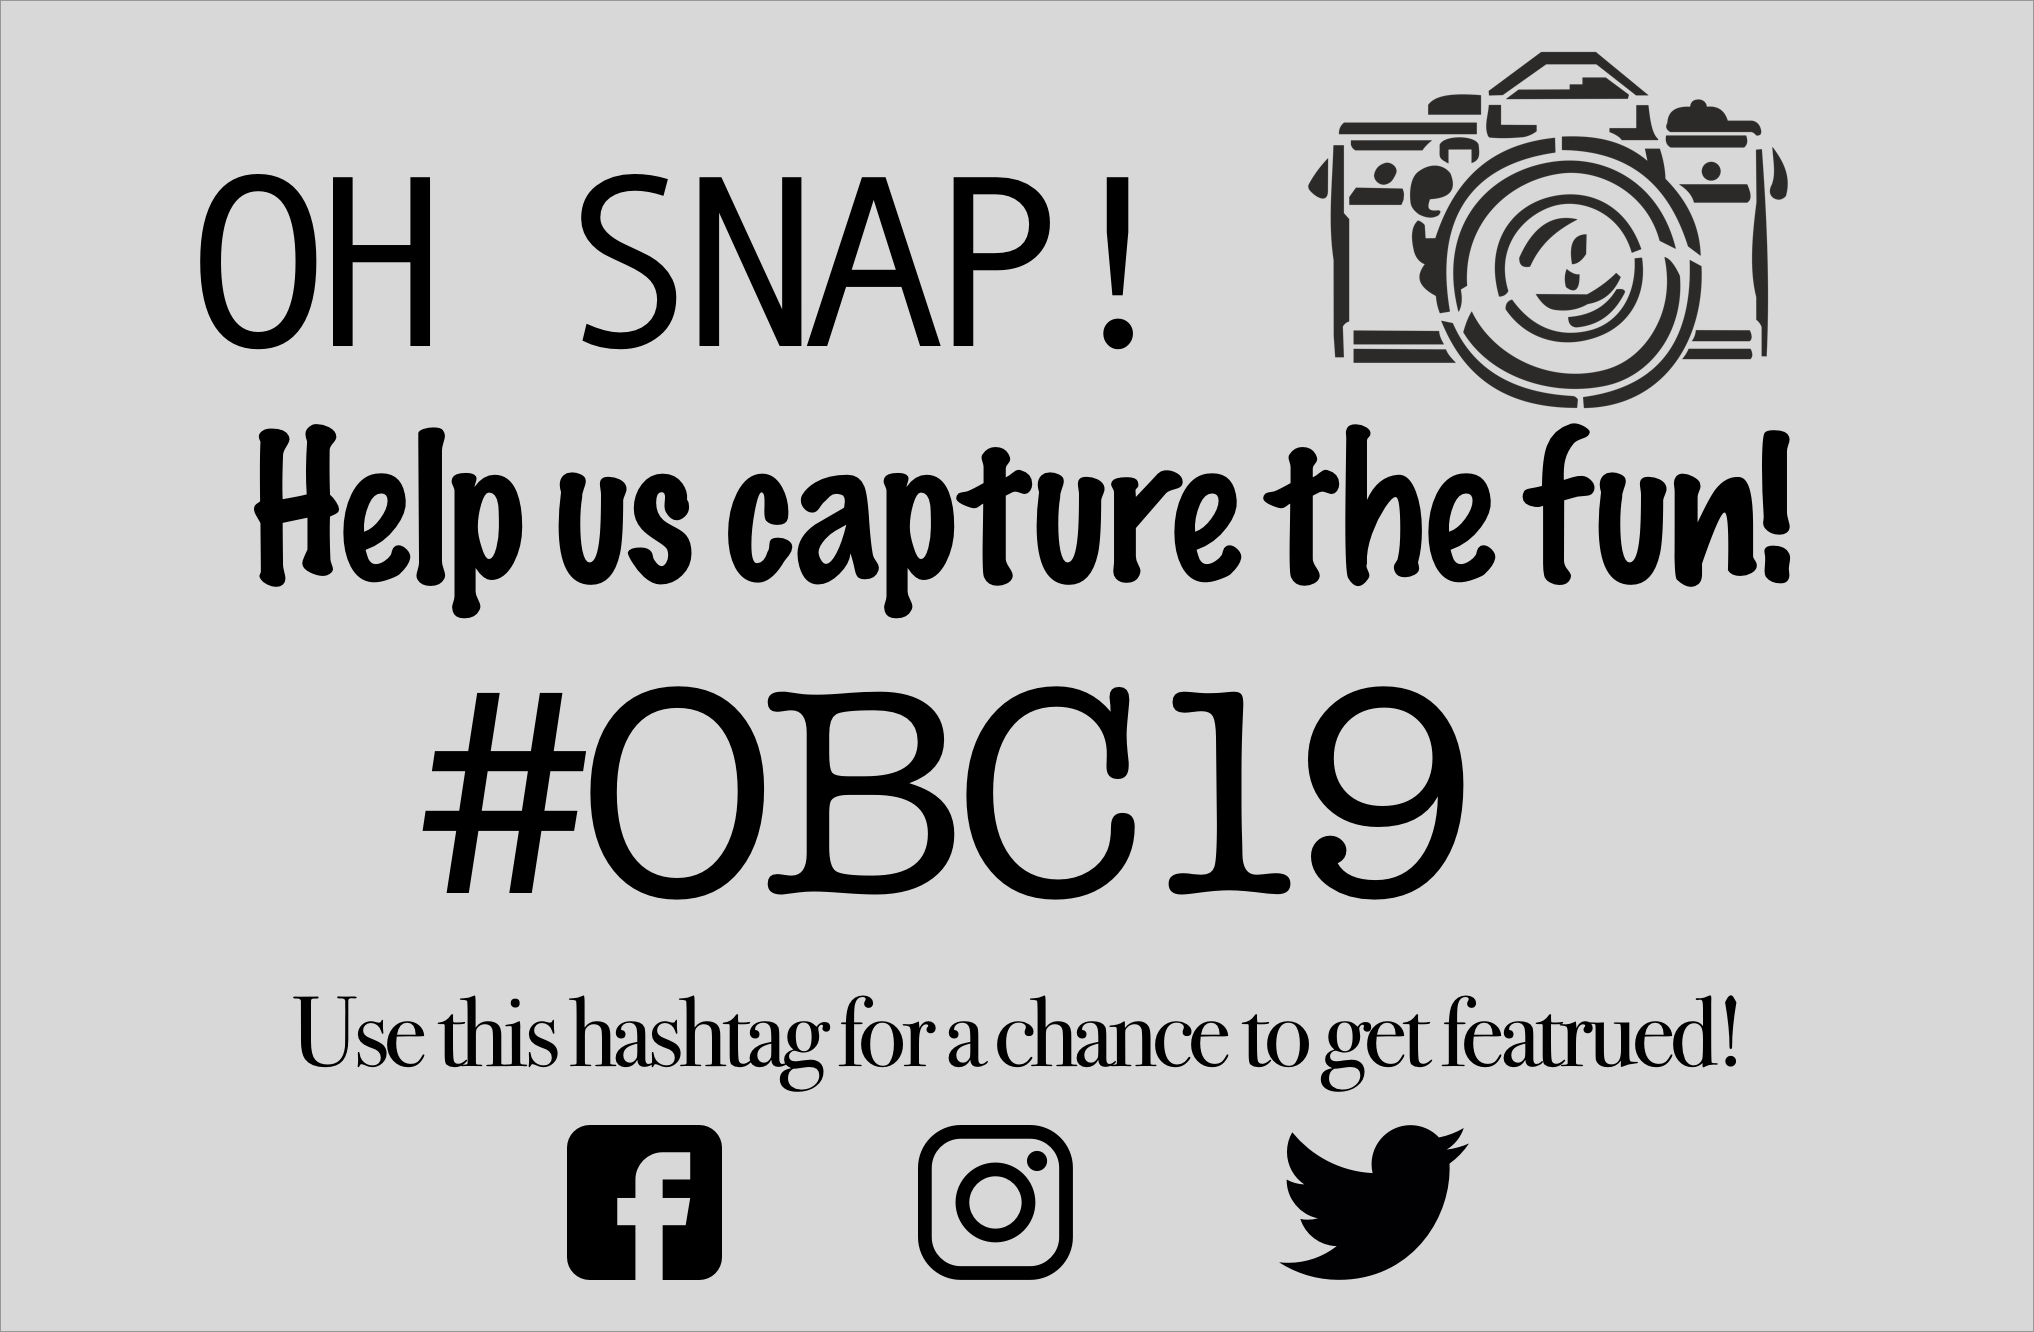 OH SNAP!
Help us capture the fun!
#OBC19
Use this hashtag for a chance to get featrued!